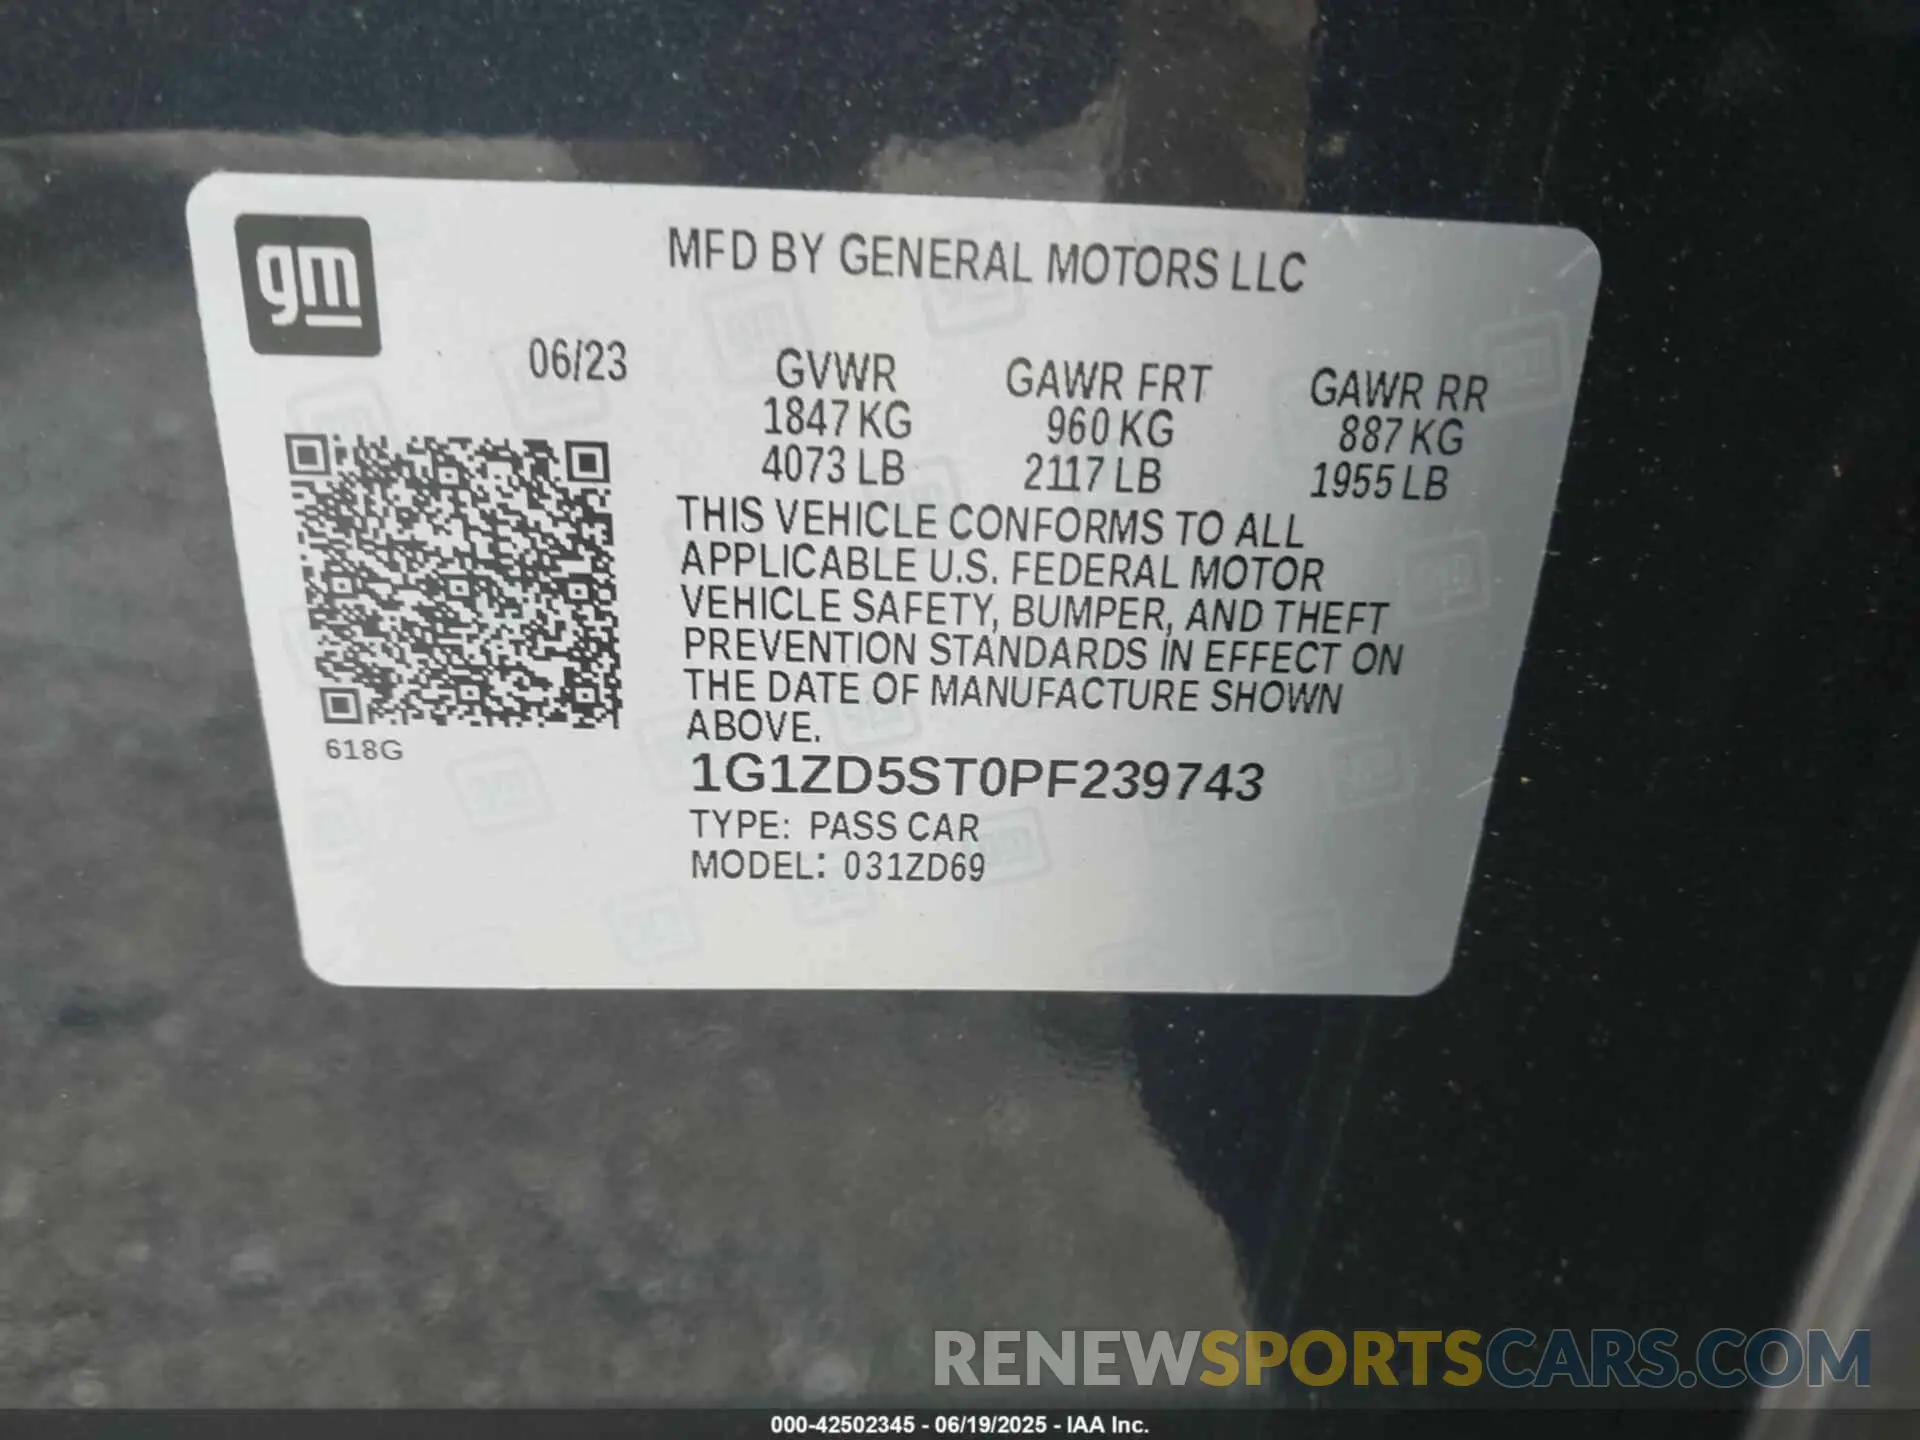 gm
MFD BY GENERAL MOTORS LLC
06/23
GVWR GAWR FRT GAWR RR
1847 KG 960 KG 887 KG
4073 LB 2117 LB 1955 LB
THIS VEHICLE CONFORMS TO ALL
APPLICABLE U.S. FEDERAL MOTOR
VEHICLE SAFETY, BUMPER, AND THEFT
PREVENTION STANDARDS IN EFFECT ON
THE DATE OF MANUFACTURE SHOWN
ABOVE.
618G
1G1ZD5ST0PF239743
TYPE: PASS CAR
MODEL: 031ZD69
RENEWSPORTSCARS.COM
000-42502345 - 06/19/2025 - IAA Inc.